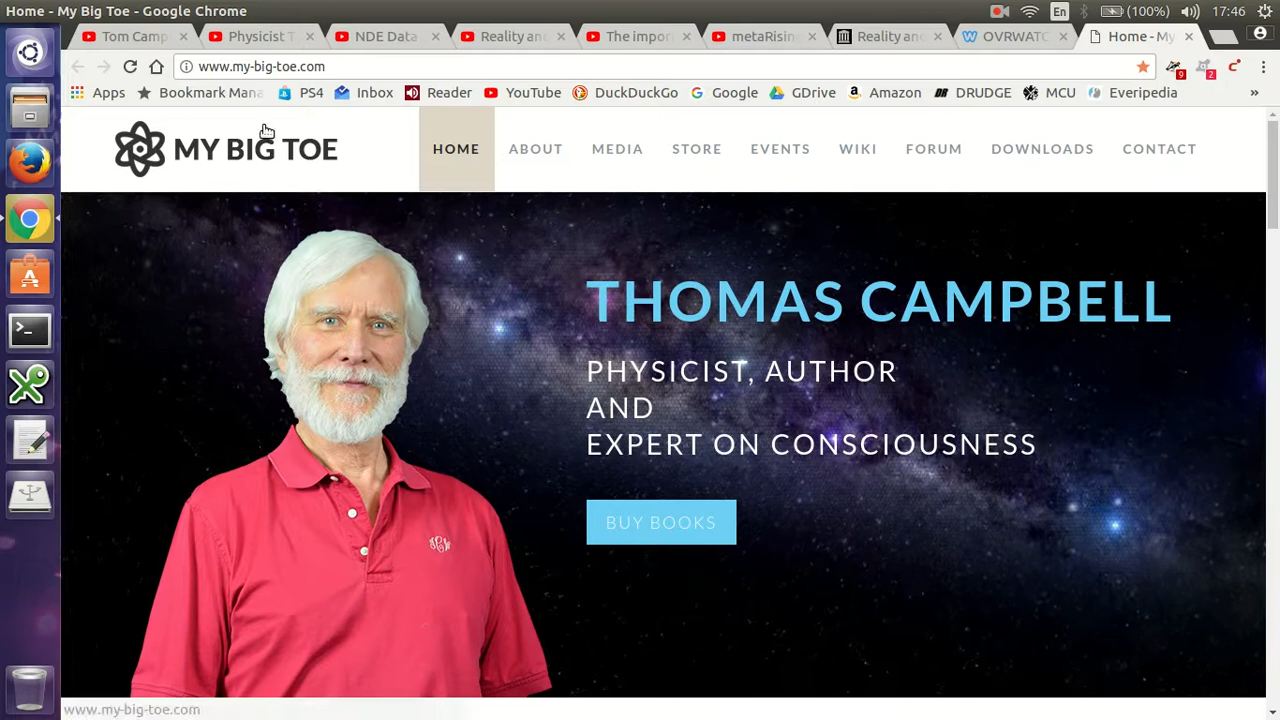 Home - My Big Toe - Google Chrome
En
(100%)
17:46
Tom Camp
Physicist T
NDE Data
Reality an
The impor
metaRisin
Reality an
OVRWATC
Home - My
www.my-big-toe.com
9
2
Apps
Bookmark Mana
PS4
Inbox
Reader
YouTube
DuckDuckGo
Google
GDrive
Amazon
DRUDGE
MCU
Everipedia
»
MY BIG TOE
HOME
ABOUT
MEDIA
STORE
EVENTS
WIKI
FORUM
DOWNLOADS
CONTACT
THOMAS CAMPBELL
PHYSICIST, AUTHOR
AND
EXPERT ON CONSCIOUSNESS
BUY BOOKS
www.my-big-toe.com